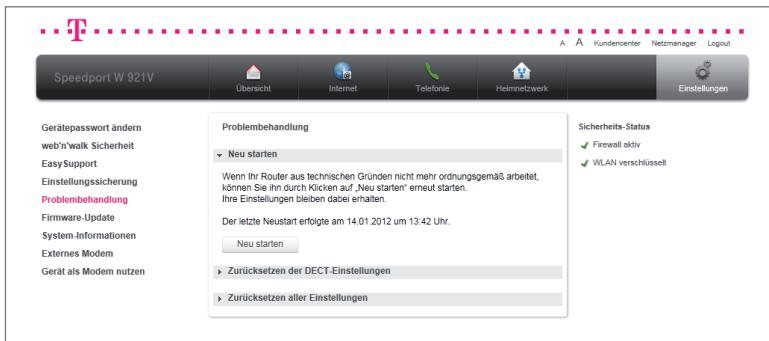 T
A A Kundencenter Netzmanager Logout
Speedport W 921V
Übersicht
Internet
Telefonie
Heimnetzwerk
Einstellungen
Gerätepasswort ändern
web'n'walk Sicherheit
EasySupport
Einstellungssicherung
Problembehandlung
Firmware-Update
System-Informationen
Externes Modem
Gerät als Modem nutzen
Problembehandlung
Neu starten
Wenn Ihr Router aus technischen Gründen nicht mehr ordnungsgemäß arbeitet,
können Sie ihn durch Klicken auf „Neu starten“ erneut starten.
Ihre Einstellungen bleiben dabei erhalten.
Der letzte Neustart erfolgte am 14.01.2012 um 13:42 Uhr.
Neu starten
Zurücksetzen der DECT-Einstellungen
Zurücksetzen aller Einstellungen
Sicherheits-Status
Firewall aktiv
WLAN verschlüsselt